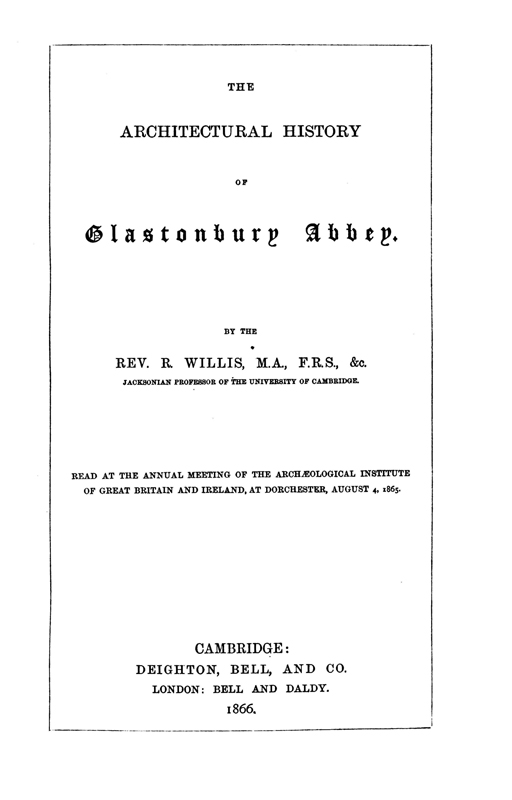 THE
ARCHITECTURAL HISTORY
OF
Glastonbury Abbey.
BY THE
REV. R. WILLIS, M.A., F.R.S., &c.
JACKSONIAN PROFESSOR OF THE UNIVERSITY OF CAMBRIDGE.
READ AT THE ANNUAL MEETING OF THE ARCHÆOLOGICAL INSTITUTE
OF GREAT BRITAIN AND IRELAND, AT DORCHESTER, AUGUST 4, 1865.
CAMBRIDGE:
DEIGHTON, BELL, AND CO.
LONDON: BELL AND DALDY.
1866.